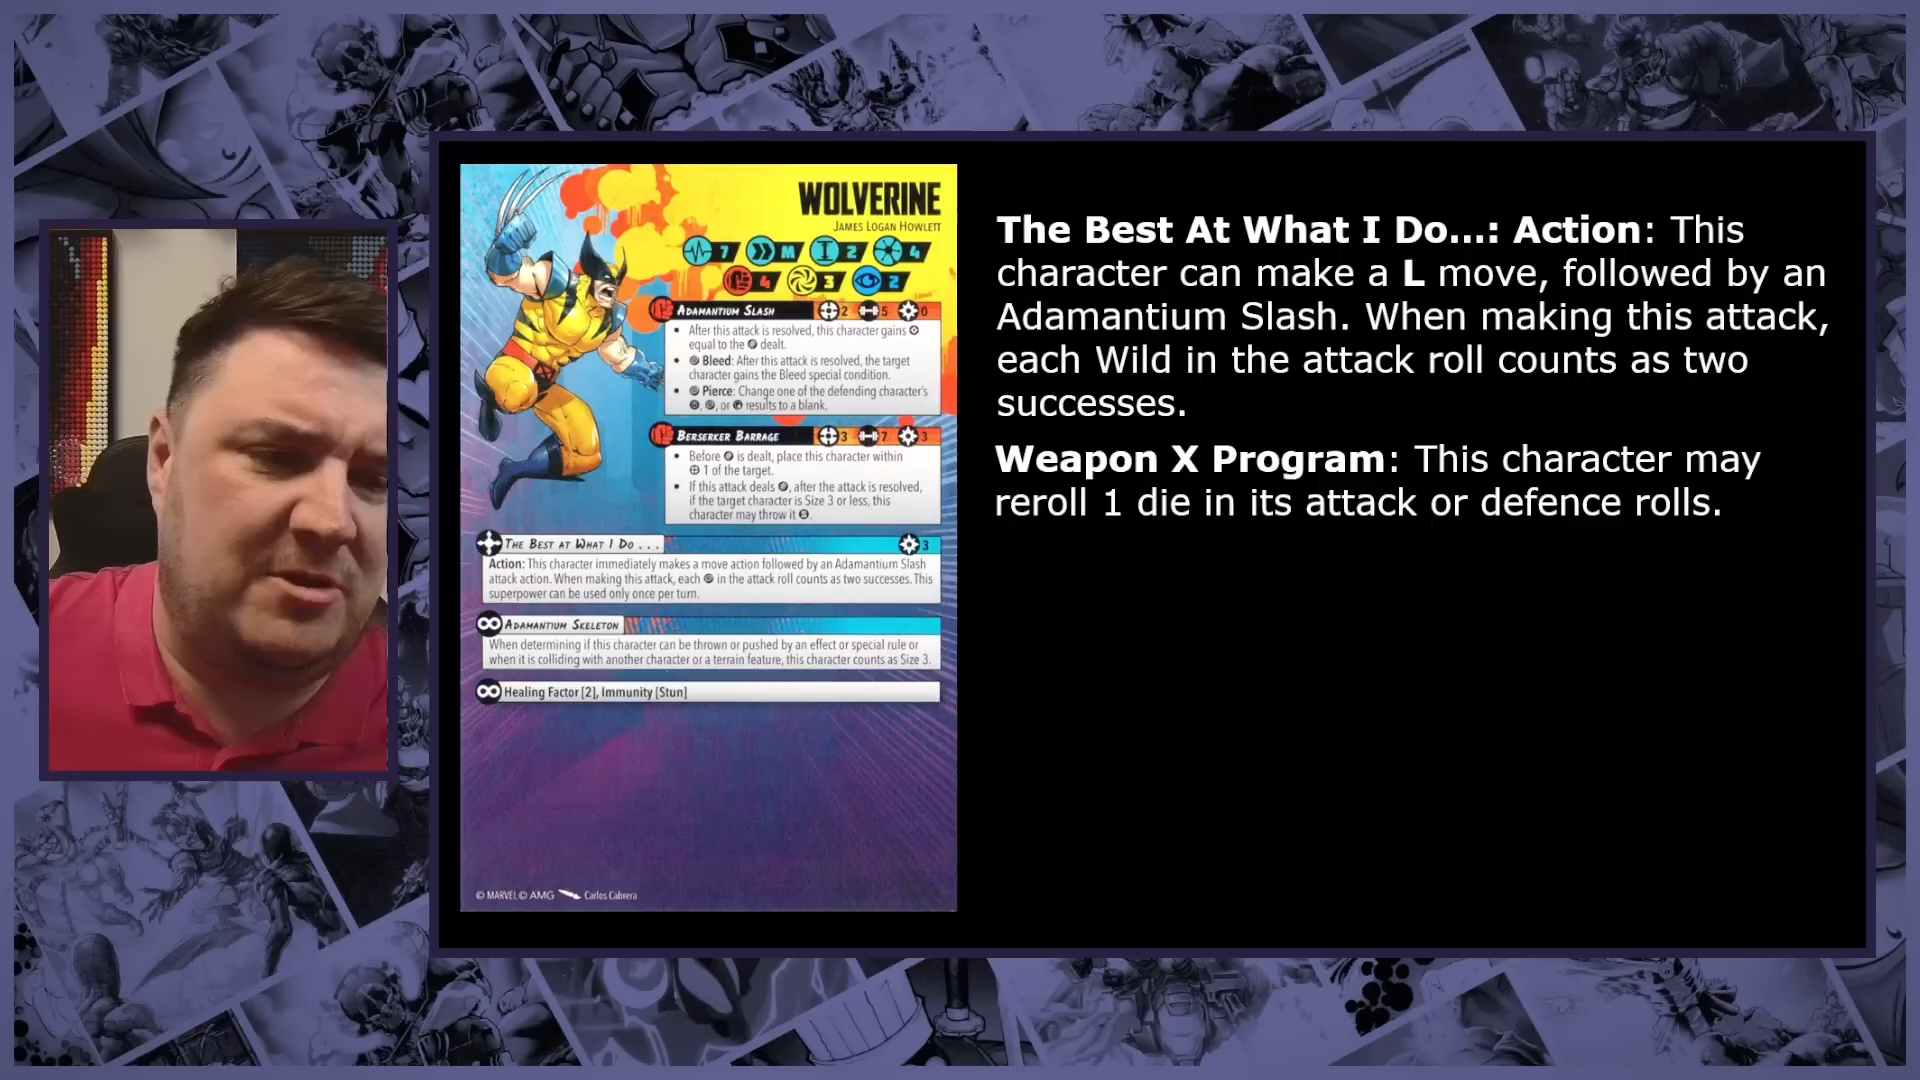 WOLVERINE
JAMES LOGAN HOWLETT
7 M 2 4
4 3 2
ADAMANTIUM SLASH 2 5 0
• After this attack is resolved, this character gains
equal to the dealt.
• Bleed: After this attack is resolved, the target
character gains the Bleed special condition.
• Pierce: Change one of the defending character's
, , or results to a blank.
BERSERKER BARRAGE 3 7 3
• Before is dealt, place this character within
1 of the target.
• If this attack deals , after the attack is resolved,
if the target character is Size 3 or less, this
character may throw it S.
THE BEST AT WHAT I DO . . . 3
Action: This character immediately makes a move action followed by an Adamantium Slash
attack action. When making this attack, each in the attack roll counts as two successes. This
superpower can be used only once per turn.
ADAMANTIUM SKELETON
When determining if this character can be thrown or pushed by an effect or special rule or
when it is colliding with another character or a terrain feature, this character counts as Size 3.
Healing Factor [2], Immunity [Stun]
© MARVEL © AMG Carlos Cabrera
The Best At What I Do...: Action: This
character can make a L move, followed by an
Adamantium Slash. When making this attack,
each Wild in the attack roll counts as two
successes.
Weapon X Program: This character may
reroll 1 die in its attack or defence rolls.